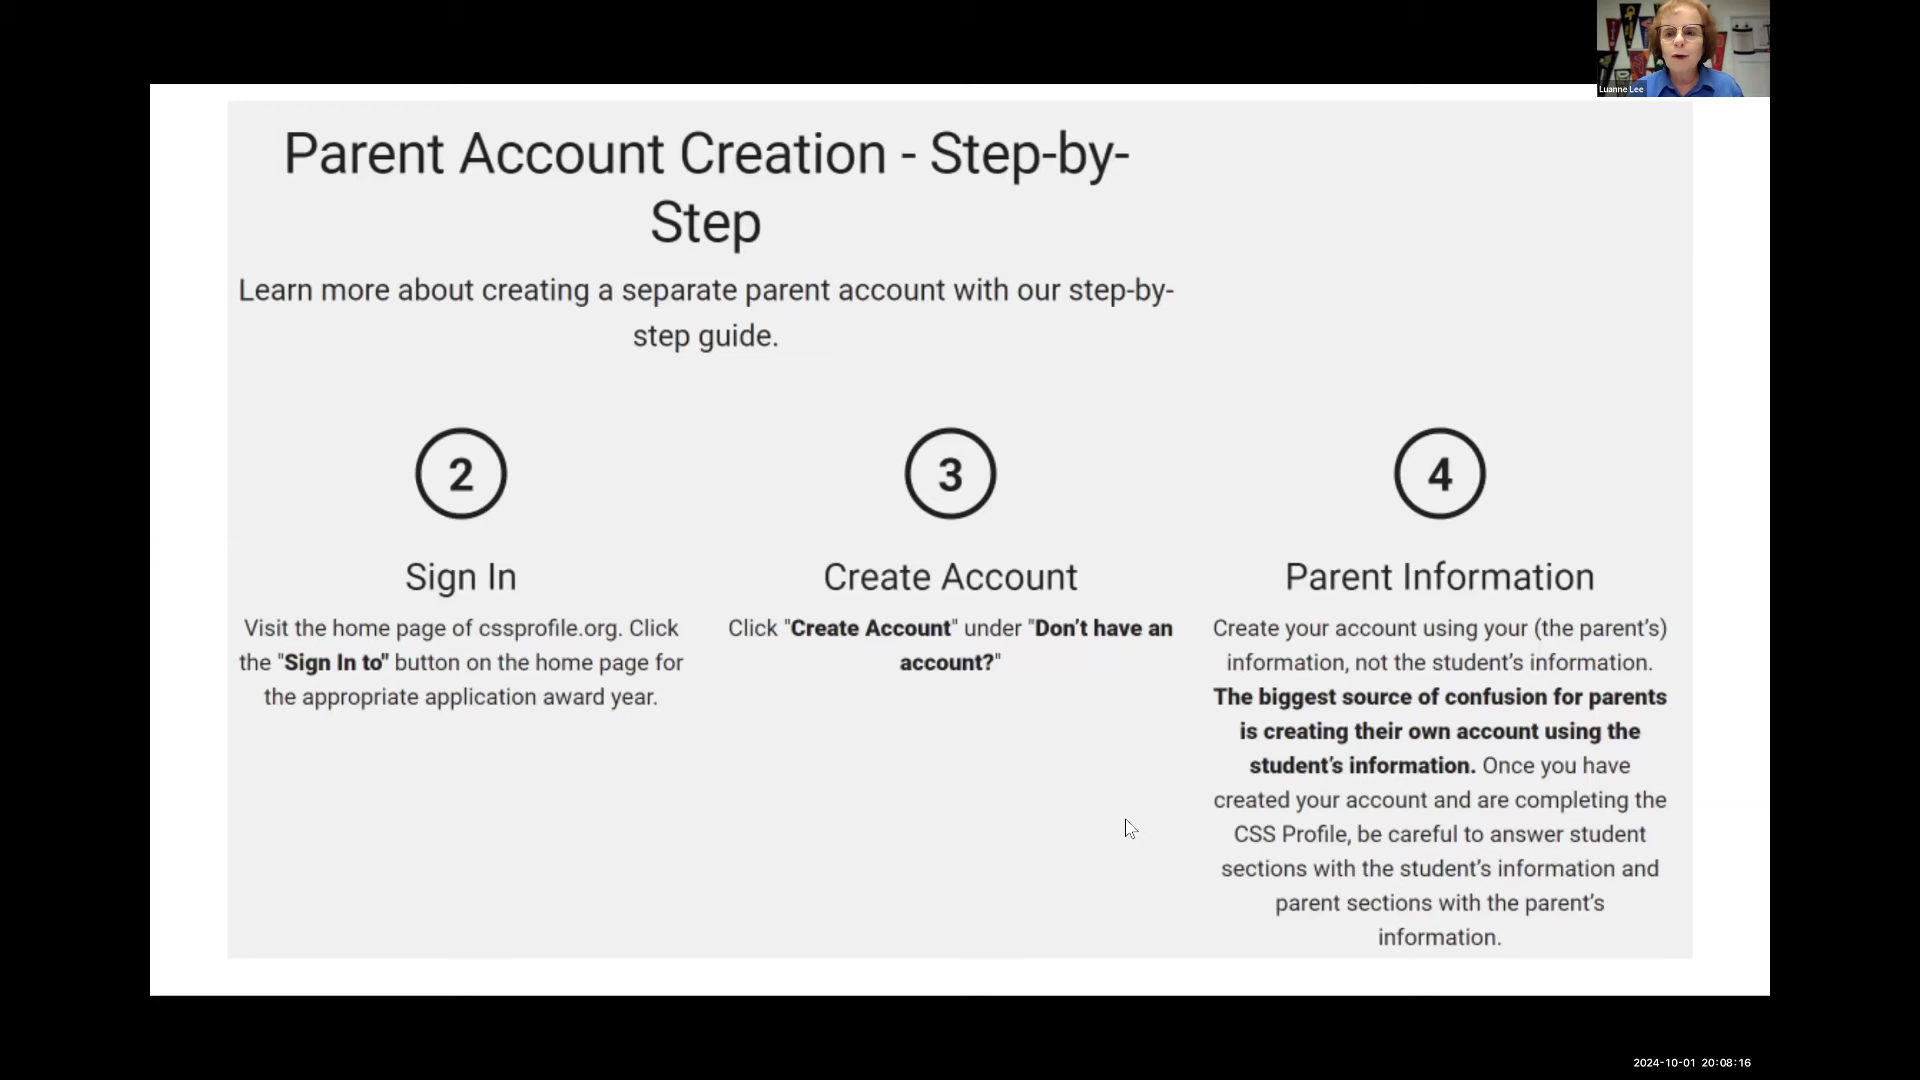 Luanne Lee
Parent Account Creation - Step-by-
Step
Learn more about creating a separate parent account with our step-by-
step guide.
2
Sign In
Visit the home page of cssprofile.org. Click
the "Sign In to" button on the home page for
the appropriate application award year.
3
Create Account
Click "Create Account" under "Don’t have an
account?"
4
Parent Information
Create your account using your (the parent’s)
information, not the student’s information.
The biggest source of confusion for parents
is creating their own account using the
student’s information. Once you have
created your account and are completing the
CSS Profile, be careful to answer student
sections with the student’s information and
parent sections with the parent’s
information.
2024-10-01 20:08:16